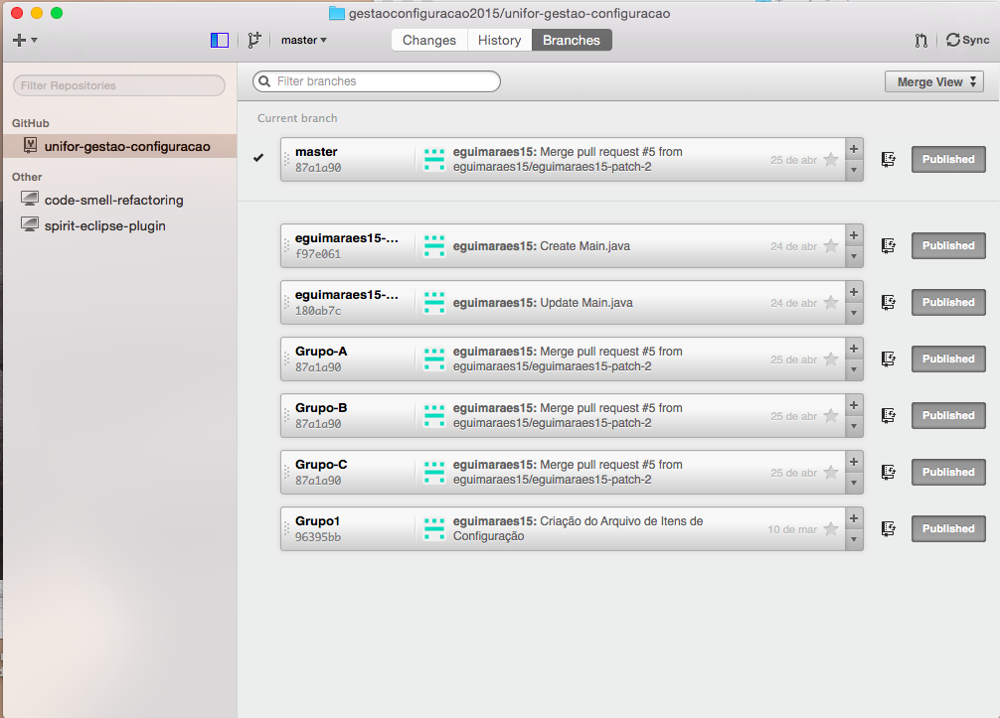 gestaoconfiguracao2015/unifor-gestao-configuracao
master
Changes
History
Branches
Sync
Filter Repositories
GitHub
unifor-gestao-configuracao
Other
code-smell-refactoring
spirit-eclipse-plugin
Filter branches
Merge View
Current branch
master
87a1a90
eguimaraes15: Merge pull request #5 from
eguimaraes15/eguimaraes15-patch-2
25 de abr
Published
eguimaraes15-...
f97e061
eguimaraes15: Create Main.java
24 de abr
Published
eguimaraes15-...
180ab7c
eguimaraes15: Update Main.java
24 de abr
Published
Grupo-A
87a1a90
eguimaraes15: Merge pull request #5 from
eguimaraes15/eguimaraes15-patch-2
25 de abr
Published
Grupo-B
87a1a90
eguimaraes15: Merge pull request #5 from
eguimaraes15/eguimaraes15-patch-2
25 de abr
Published
Grupo-C
87a1a90
eguimaraes15: Merge pull request #5 from
eguimaraes15/eguimaraes15-patch-2
25 de abr
Published
Grupo1
96395bb
eguimaraes15: Criação do Arquivo de Itens de
Configuração
10 de mar
Published